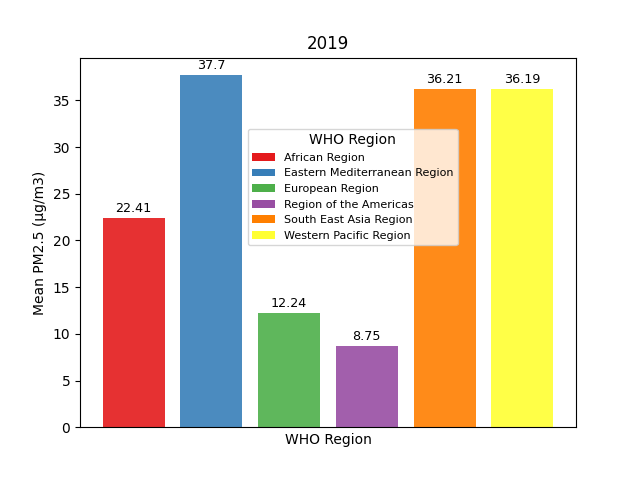 2019
37.7
36.21
36.19
22.41
12.24
8.75
WHO Region
African Region
Eastern Mediterranean Region
European Region
Region of the Americas
South East Asia Region
Western Pacific Region
Mean PM2.5 (µg/m3)
35
30
25
20
15
10
5
0
WHO Region